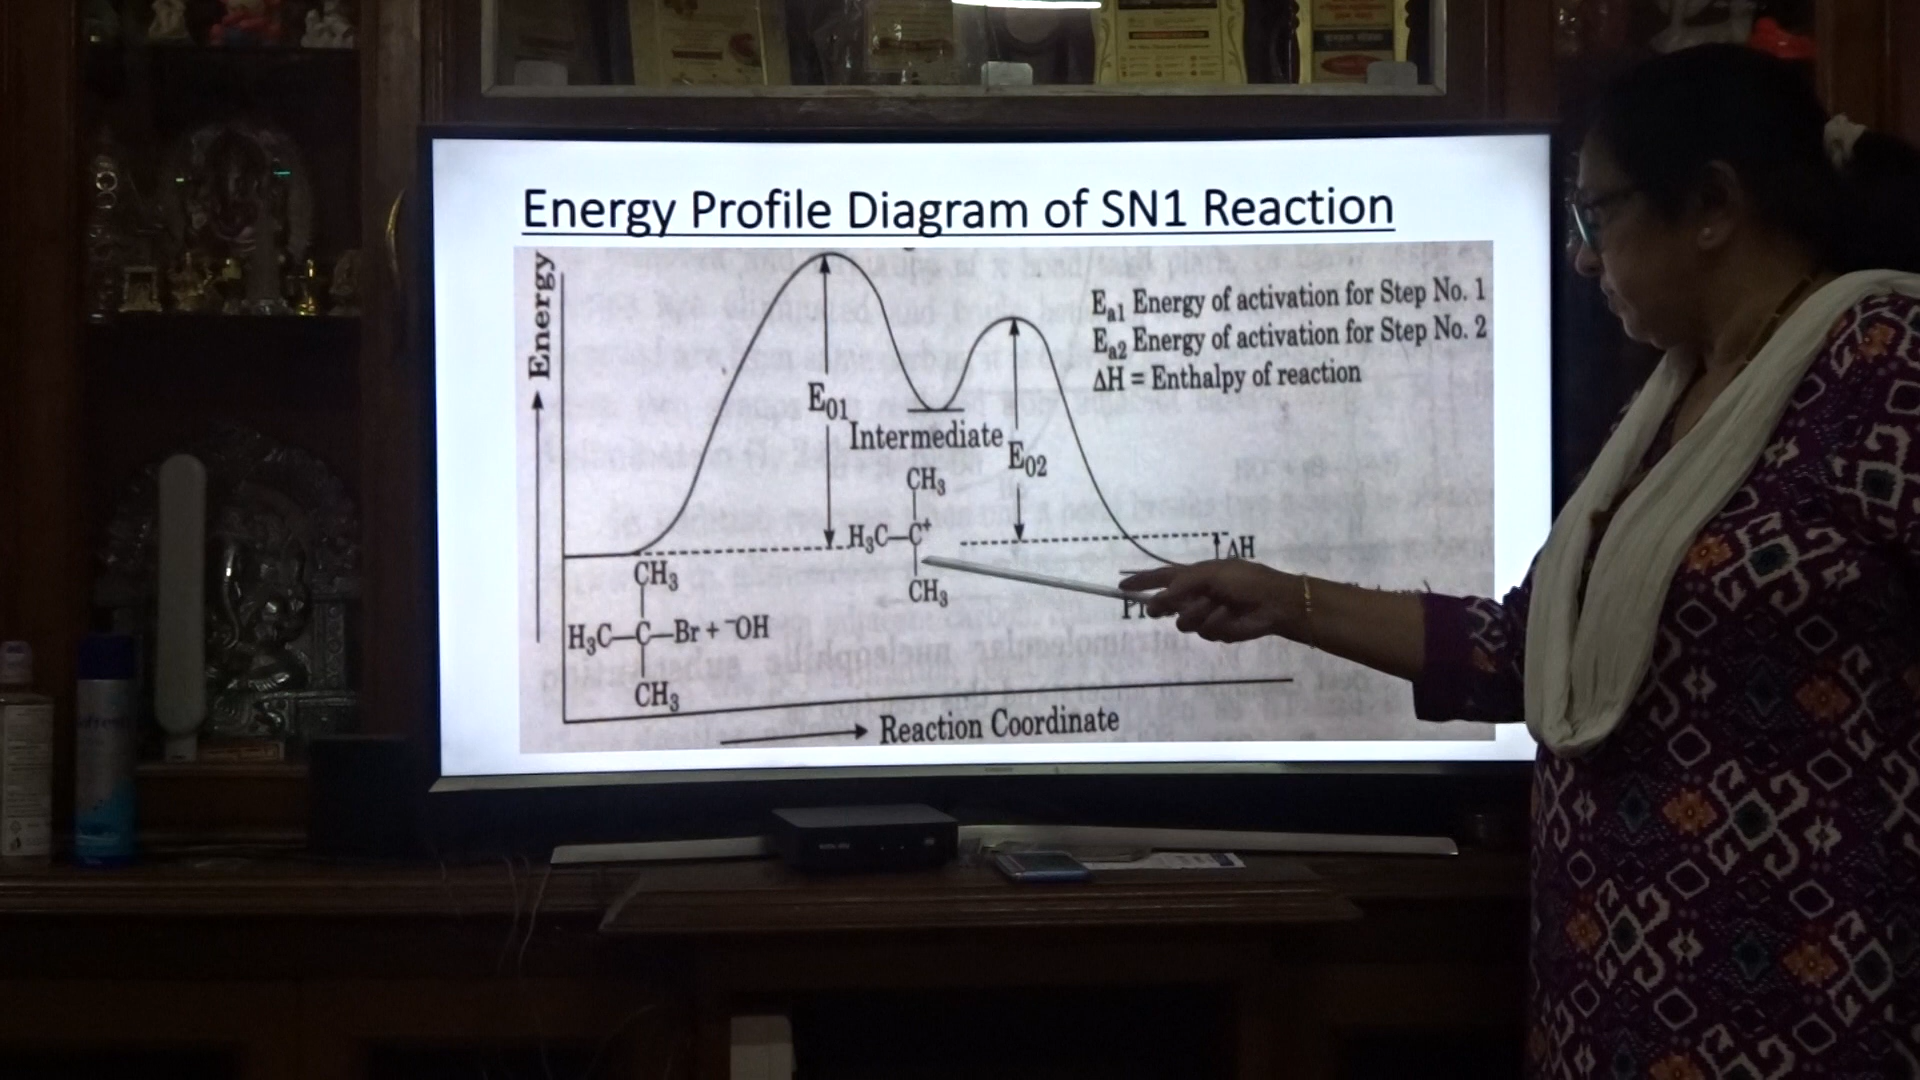 Energy Profile Diagram of SN1 Reaction
Energy
Ea1 Energy of activation for Step No. 1
Ea2 Energy of activation for Step No. 2
ΔH = Enthalpy of reaction
E01
Intermediate
E02
CH3
H3C–C+
CH3
ΔH
CH3
H3C–C–Br + ⁻OH
CH3
Reaction Coordinate